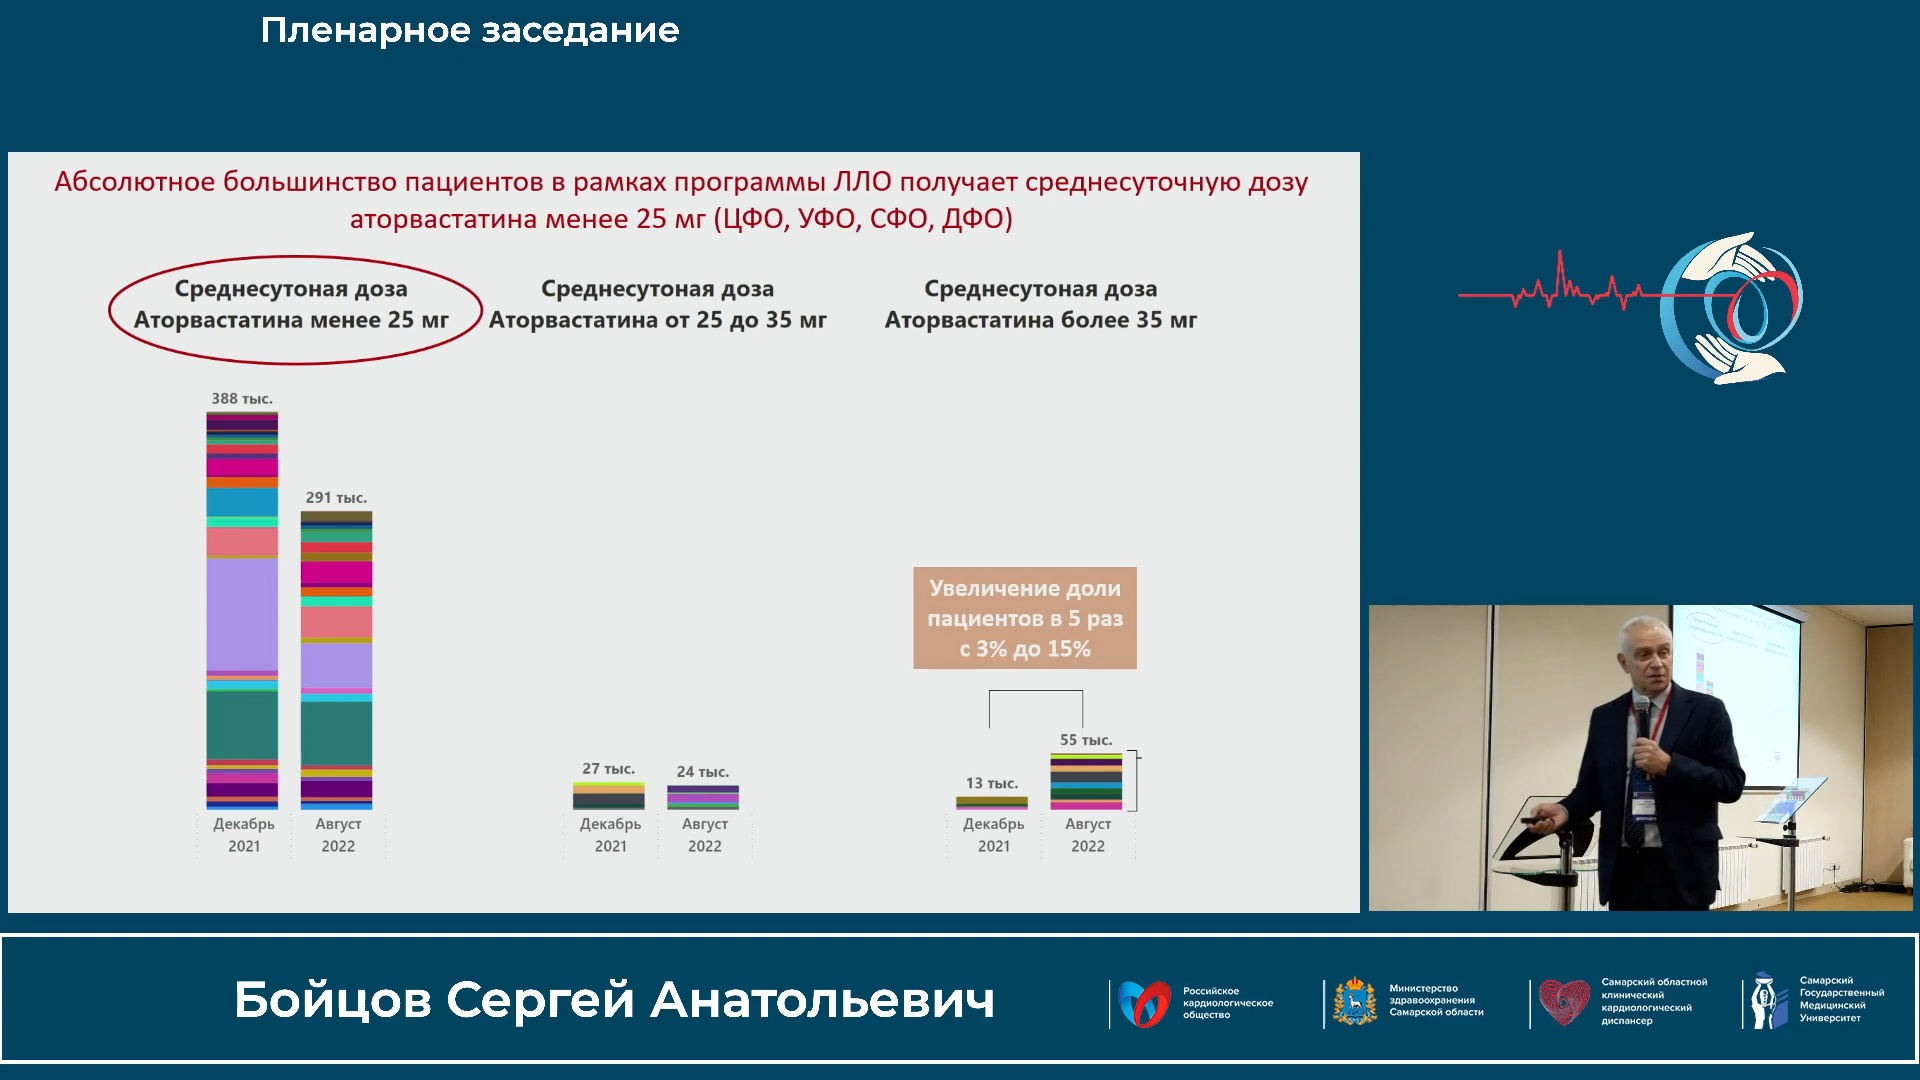 Пленарное заседание
Абсолютное большинство пациентов в рамках программы ЛЛО получает среднесуточную дозу
аторвастатина менее 25 мг (ЦФО, УФО, СФО, ДФО)
Среднесутоная доза
Аторвастатина менее 25 мг
Среднесутоная доза
Аторвастатина от 25 до 35 мг
Среднесутоная доза
Аторвастатина более 35 мг
388 тыс.
291 тыс.
Декабрь
2021
Август
2022
27 тыс.
24 тыс.
Декабрь
2021
Август
2022
Увеличение доли
пациентов в 5 раз
с 3% до 15%
13 тыс.
55 тыс.
Декабрь
2021
Август
2022
Бойцов Сергей Анатольевич
Российское
кардиологическое
общество
Министерство
здравоохранения
Самарской области
Самарский областной
клинический
кардиологический
диспансер
Самарский
Государственный
Медицинский
Университет